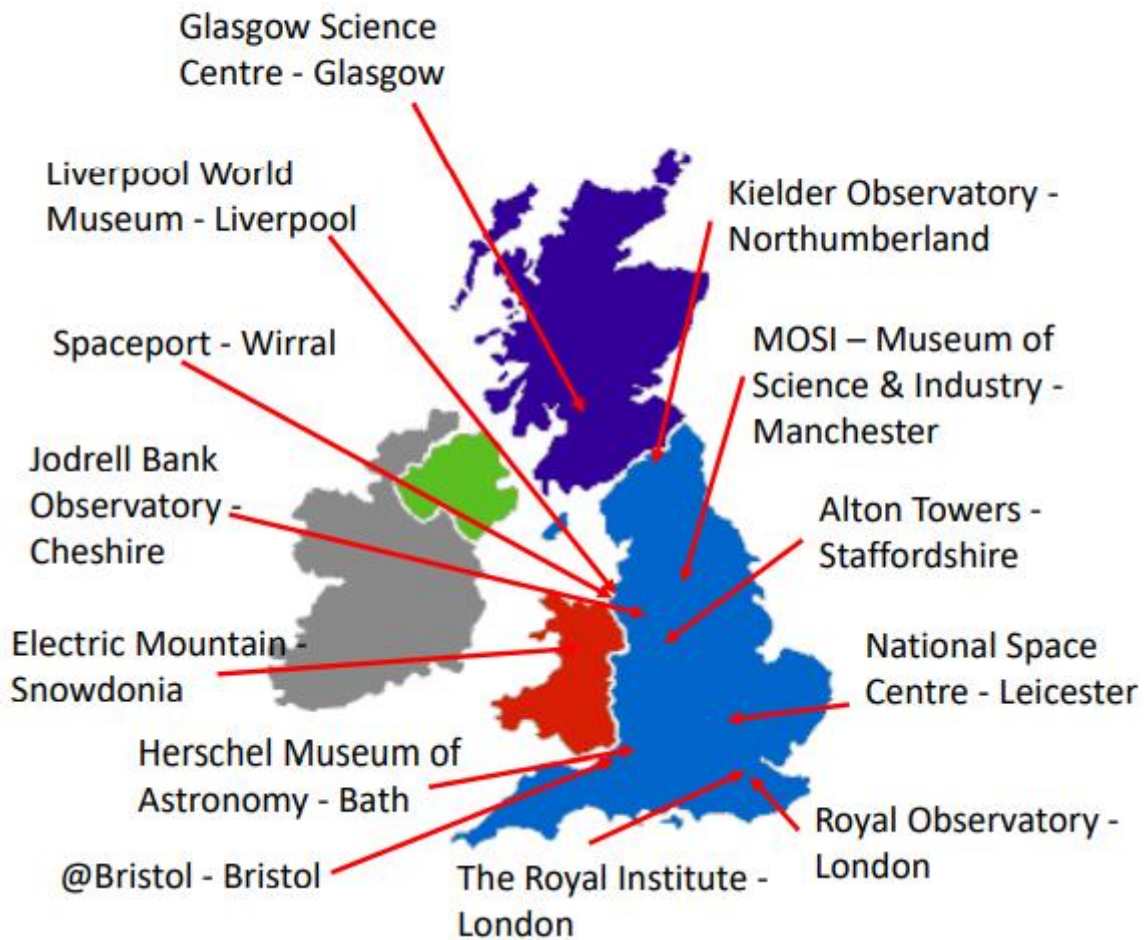 Glasgow Science
Centre - Glasgow
Liverpool World
Museum - Liverpool
Kielder Observatory -
Northumberland
Spaceport - Wirral
MOSI – Museum of
Science & Industry -
Manchester
Jodrell Bank
Observatory -
Cheshire
Alton Towers -
Staffordshire
Electric Mountain -
Snowdonia
National Space
Centre - Leicester
Herschel Museum of
Astronomy - Bath
Royal Observatory -
London
@Bristol - Bristol
The Royal Institute -
London